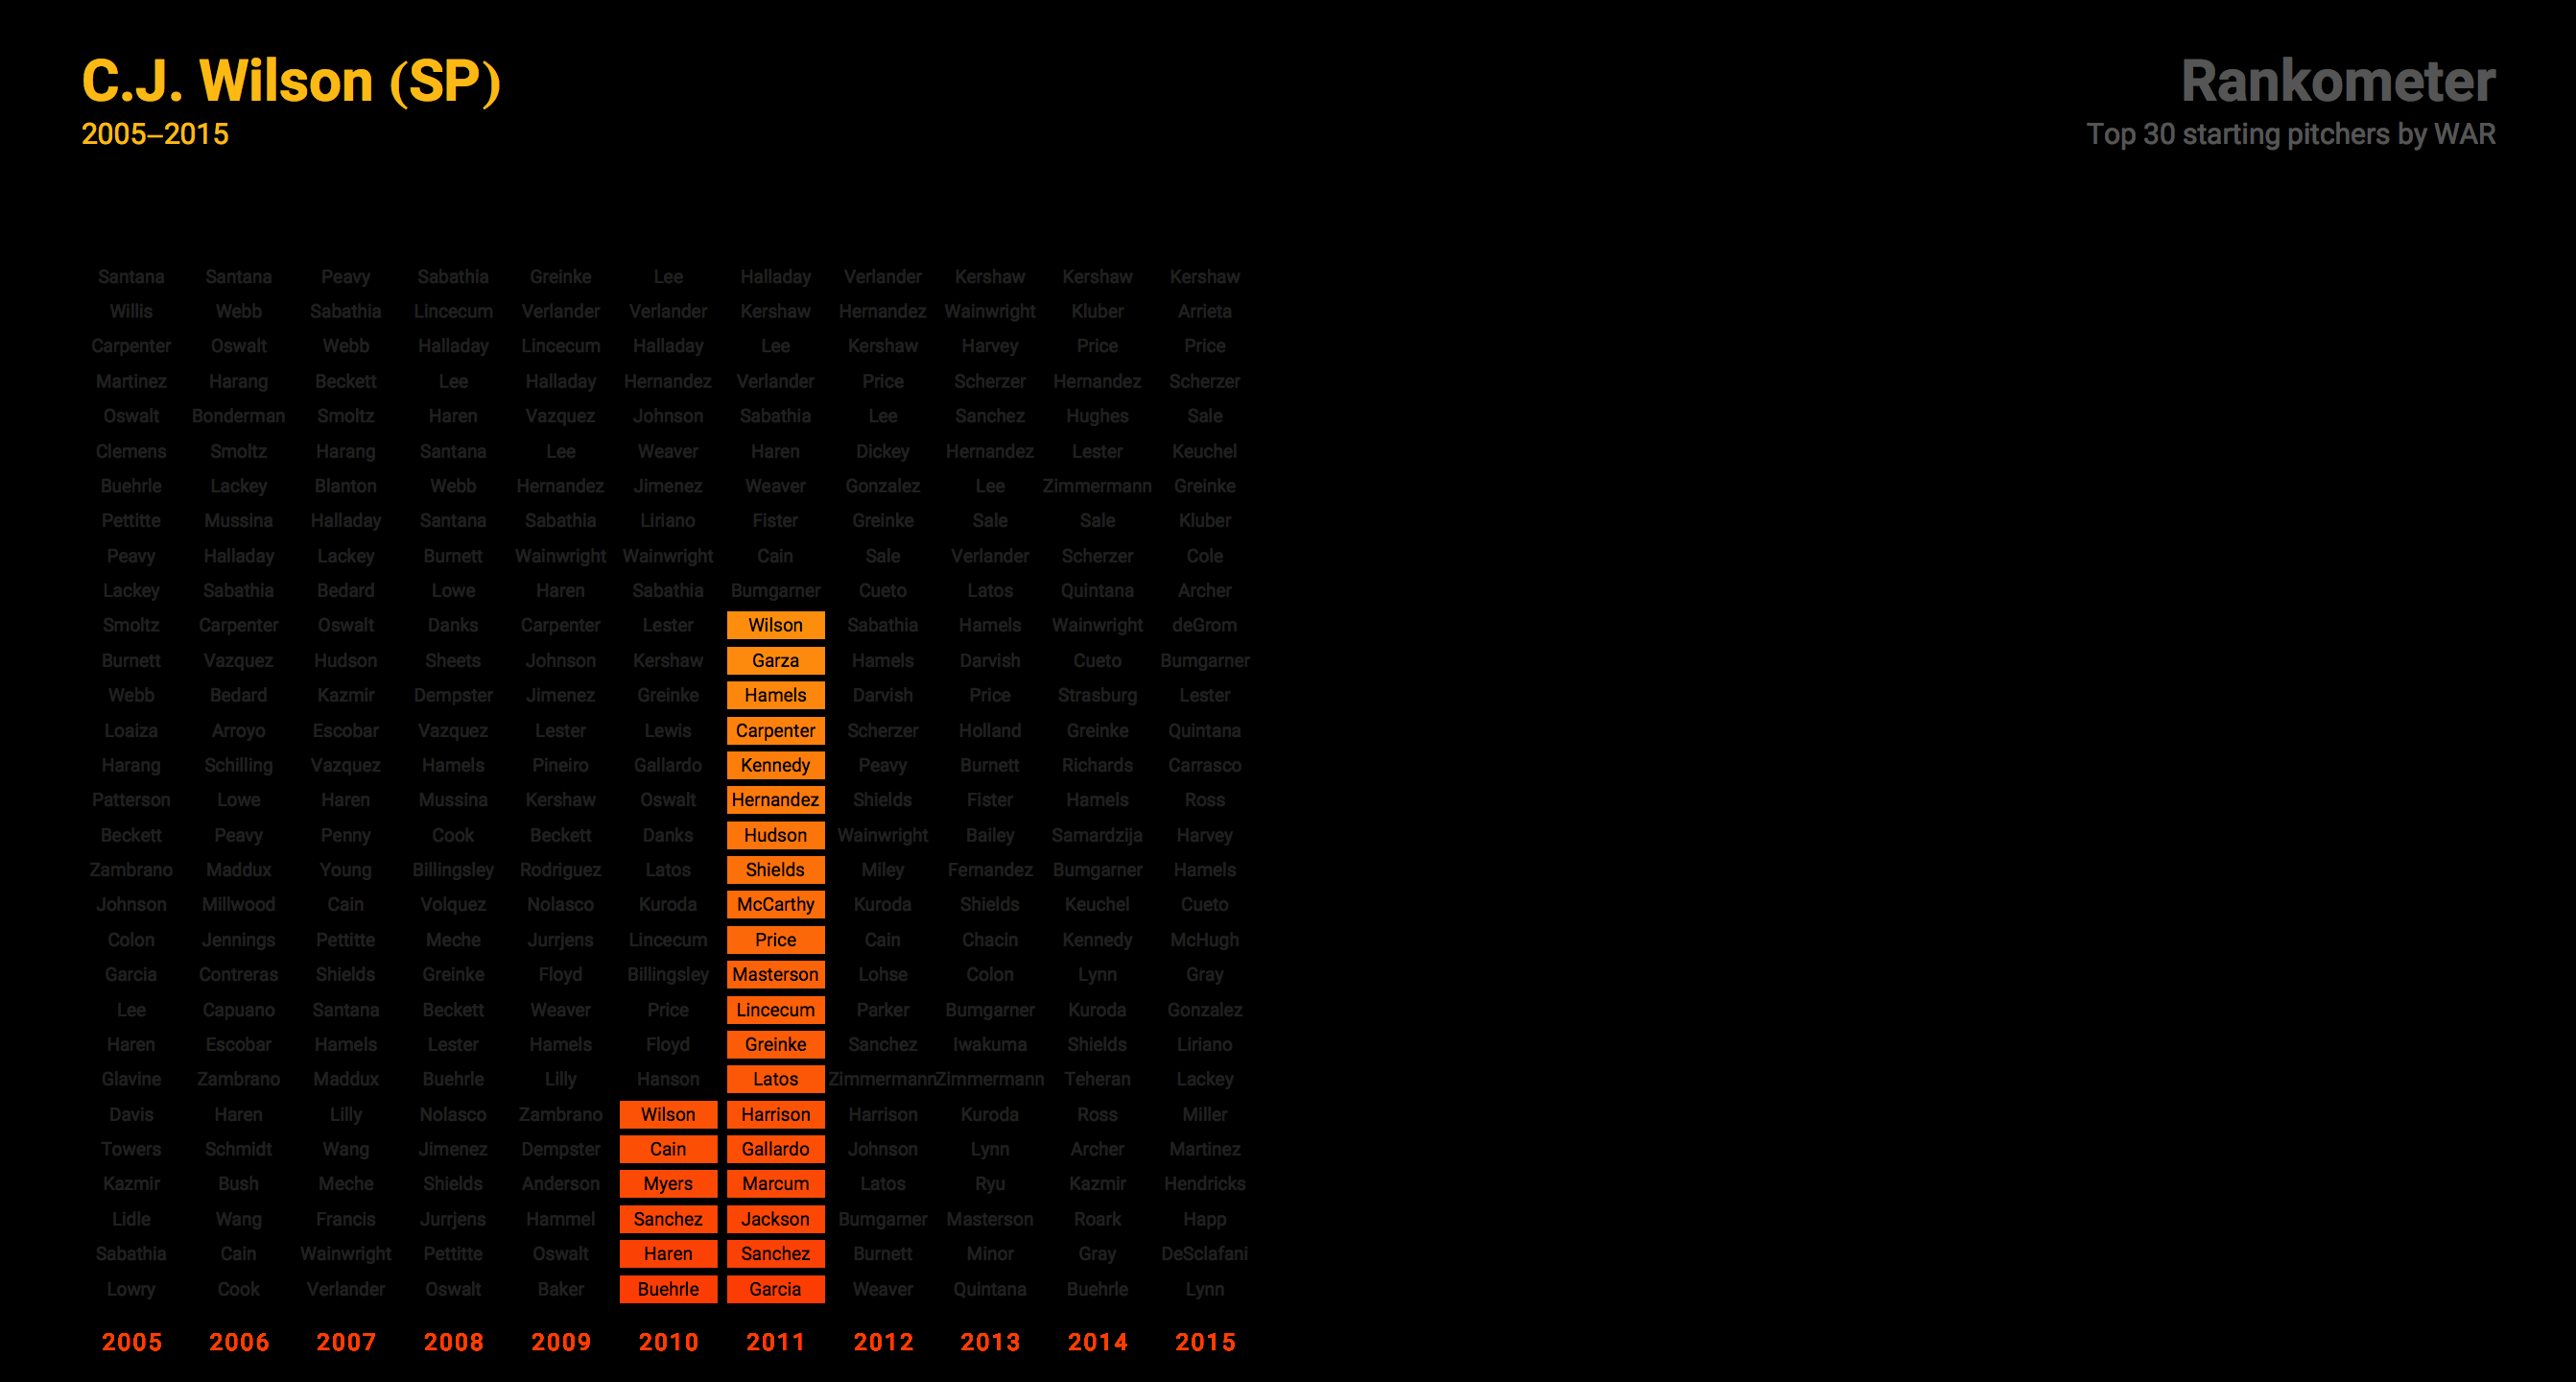 C.J. Wilson (SP)
2005–2015
Rankometer
Top 30 starting pitchers by WAR
Santana Santana Peavy Sabathia Greinke Lee Halladay Verlander Kershaw Kershaw Kershaw
Willis Webb Sabathia Lincecum Verlander Verlander Kershaw Hernandez Wainwright Kluber Arrieta
Carpenter Oswalt Webb Halladay Lincecum Halladay Lee Kershaw Harvey Price Price
Martinez Harang Beckett Lee Halladay Hernandez Verlander Price Scherzer Hernandez Scherzer
Oswalt Bonderman Smoltz Haren Vazquez Johnson Sabathia Lee Sanchez Hughes Sale
Clemens Smoltz Harang Santana Lee Weaver Haren Dickey Hernandez Lester Keuchel
Buehrle Lackey Blanton Webb Hernandez Jimenez Weaver Gonzalez Lee Zimmermann Greinke
Pettitte Mussina Halladay Santana Sabathia Liriano Fister Greinke Sale Sale Kluber
Peavy Halladay Lackey Burnett Wainwright Wainwright Cain Sale Verlander Scherzer Cole
Lackey Sabathia Bedard Lowe Haren Sabathia Bumgarner Cueto Latos Quintana Archer
Smoltz Carpenter Oswalt Danks Carpenter Lester Wilson Sabathia Hamels Wainwright deGrom
Burnett Vazquez Hudson Sheets Johnson Kershaw Garza Hamels Darvish Cueto Bumgarner
Webb Bedard Kazmir Dempster Jimenez Greinke Hamels Darvish Price Strasburg Lester
Loaiza Arroyo Escobar Vazquez Lester Lewis Carpenter Scherzer Holland Greinke Quintana
Harang Schilling Vazquez Hamels Pineiro Gallardo Kennedy Peavy Burnett Richards Carrasco
Patterson Lowe Haren Mussina Kershaw Oswalt Hernandez Shields Fister Hamels Ross
Beckett Peavy Penny Cook Beckett Danks Hudson Wainwright Bailey Samardzija Harvey
Zambrano Maddux Young Billingsley Rodriguez Latos Shields Miley Fernandez Bumgarner Hamels
Johnson Millwood Cain Volquez Nolasco Kuroda McCarthy Kuroda Shields Keuchel Cueto
Colon Jennings Pettitte Meche Jurrjens Lincecum Price Cain Chacin Kennedy McHugh
Garcia Contreras Shields Greinke Floyd Billingsley Masterson Lohse Colon Lynn Gray
Lee Capuano Santana Beckett Weaver Price Lincecum Parker Bumgarner Kuroda Gonzalez
Haren Escobar Hamels Lester Hamels Floyd Greinke Sanchez Iwakuma Shields Liriano
Glavine Zambrano Maddux Buehrle Lilly Hanson Latos Zimmermann Zimmermann Teheran Lackey
Davis Haren Lilly Nolasco Zambrano Wilson Harrison Harrison Kuroda Ross Miller
Towers Schmidt Wang Jimenez Dempster Cain Gallardo Johnson Lynn Archer Martinez
Kazmir Bush Meche Shields Anderson Myers Marcum Latos Ryu Kazmir Hendricks
Lidle Wang Francis Jurrjens Hammel Sanchez Jackson Bumgarner Masterson Roark Happ
Sabathia Cain Wainwright Pettitte Oswalt Haren Sanchez Burnett Minor Gray DeSclafani
Lowry Cook Verlander Oswalt Baker Buehrle Garcia Weaver Quintana Buehrle Lynn
2005 2006 2007 2008 2009 2010 2011 2012 2013 2014 2015